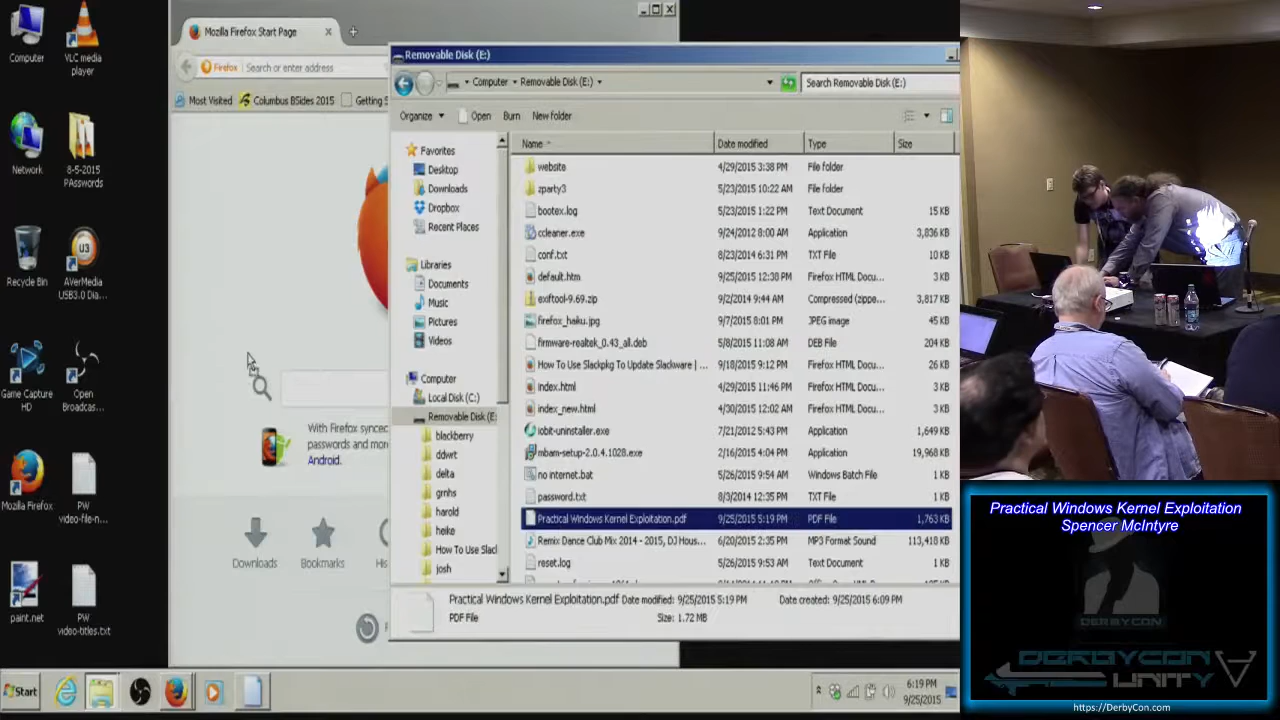 Computer
VLC media
player
Network
8-5-2015
PAsswords
Recycle Bin
AVerMedia
USB3.0 Dia...
Game Capture
HD
Open
Broadcas...
Mozilla Firefox
PW
video-file-n...
paint.net
PW
video-titles.txt
Mozilla Firefox Start Page
Firefox
Search or enter address
Most Visited
Columbus BSides 2015
Getting S
With Firefox synced
passwords and more
Android.
Downloads
Bookmarks
His
Removable Disk (E:)
Computer
Removable Disk (E:)
Search Removable Disk (E:)
Organize
Open
Burn
New folder
Favorites
Desktop
Downloads
Dropbox
Recent Places
Libraries
Documents
Music
Pictures
Videos
Computer
Local Disk (C:)
Removable Disk (E:
blackberry
ddwrt
delta
grnhs
harold
heike
How To Use Slac
josh
Name Date modified Type Size
website 4/29/2015 3:38 PM File folder
zparty3 5/23/2015 10:22 AM File folder
bootex.log 5/23/2015 1:22 PM Text Document 15 KB
ccleaner.exe 9/24/2012 8:00 AM Application 3,836 KB
conf.txt 8/23/2014 6:31 PM TXT File 10 KB
default.htm 9/25/2015 12:38 PM Firefox HTML Docu... 3 KB
exiftool-9.69.zip 9/2/2014 9:44 AM Compressed (zippe... 3,817 KB
firefox_haiku.jpg 9/7/2015 8:01 PM JPEG image 45 KB
firmware-realtek_0.43_all.deb 5/8/2015 11:08 AM DEB File 204 KB
How To Use Slackpkg To Update Slackware | ... 9/18/2015 9:12 PM Firefox HTML Docu... 26 KB
index.html 4/29/2015 11:46 PM Firefox HTML Docu... 3 KB
index_new.html 4/30/2015 12:02 AM Firefox HTML Docu... 3 KB
iobit-uninstaller.exe 7/21/2012 5:43 PM Application 1,649 KB
mbam-setup-2.0.4.1028.exe 2/16/2015 4:04 PM Application 19,968 KB
no internet.bat 5/26/2015 9:54 AM Windows Batch File 1 KB
password.txt 8/3/2014 12:35 PM TXT File 1 KB
Practical Windows Kernel Exploitation.pdf 9/25/2015 5:19 PM PDF File 1,763 KB
Remix Dance Club Mix 2014 - 2015, DJ Hous... 6/20/2015 2:35 PM MP3 Format Sound 113,418 KB
reset.log 5/26/2015 9:53 AM Text Document 1 KB
Practical Windows Kernel Exploitation.pdf Date modified: 9/25/2015 5:19 PM Date created: 9/25/2015 6:09 PM
PDF File Size: 1.72 MB
Start
6:19 PM
9/25/2015
U3
Practical Windows Kernel Exploitation
Spencer McIntyre
DERBYCON
DERBYCON
UNITY
https://DerbyCon.com